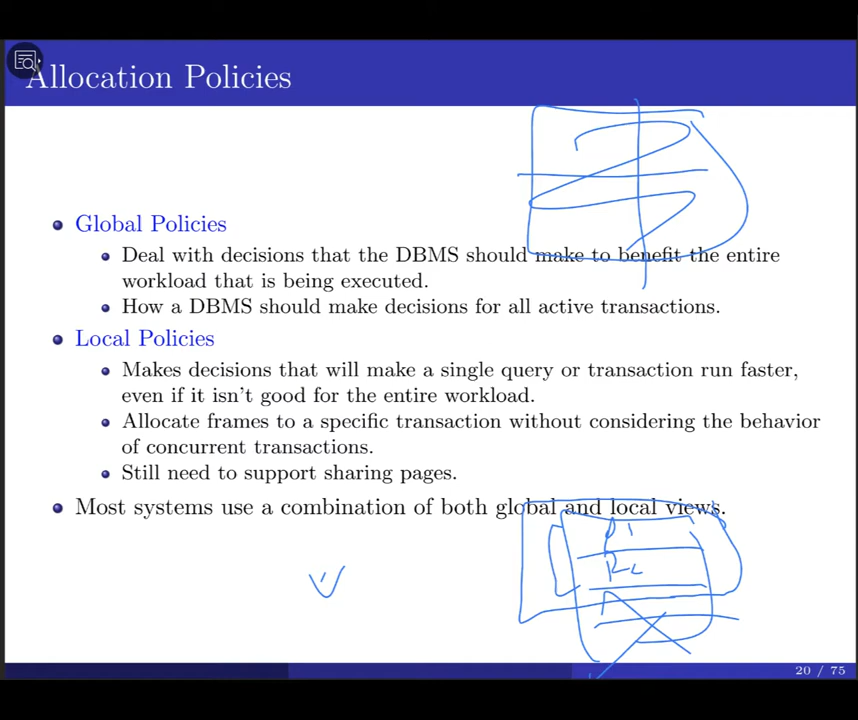 Allocation Policies
Global Policies
Deal with decisions that the DBMS should make to benefit the entire
workload that is being executed.
How a DBMS should make decisions for all active transactions.
Local Policies
Makes decisions that will make a single query or transaction run faster,
even if it isn't good for the entire workload.
Allocate frames to a specific transaction without considering the behavior
of concurrent transactions.
Still need to support sharing pages.
Most systems use a combination of both global and local views.
20 / 75